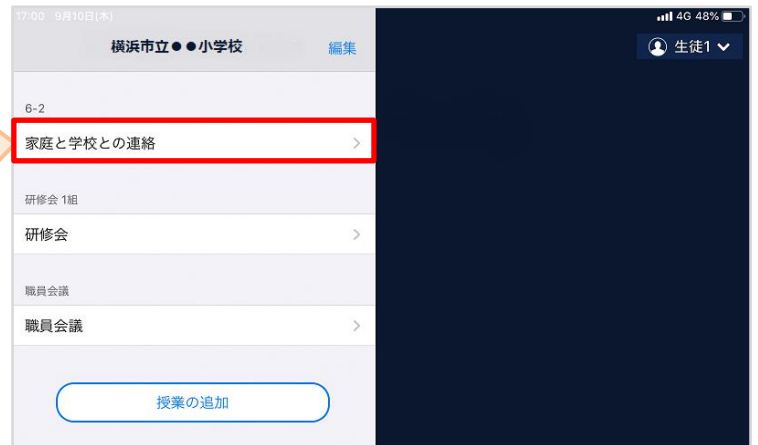 17:00 9月10日(木)
4G 48%
横浜市立●●小学校 編集
生徒1
6-2
家庭と学校との連絡
研修会 1組
研修会
職員会議
職員会議
授業の追加